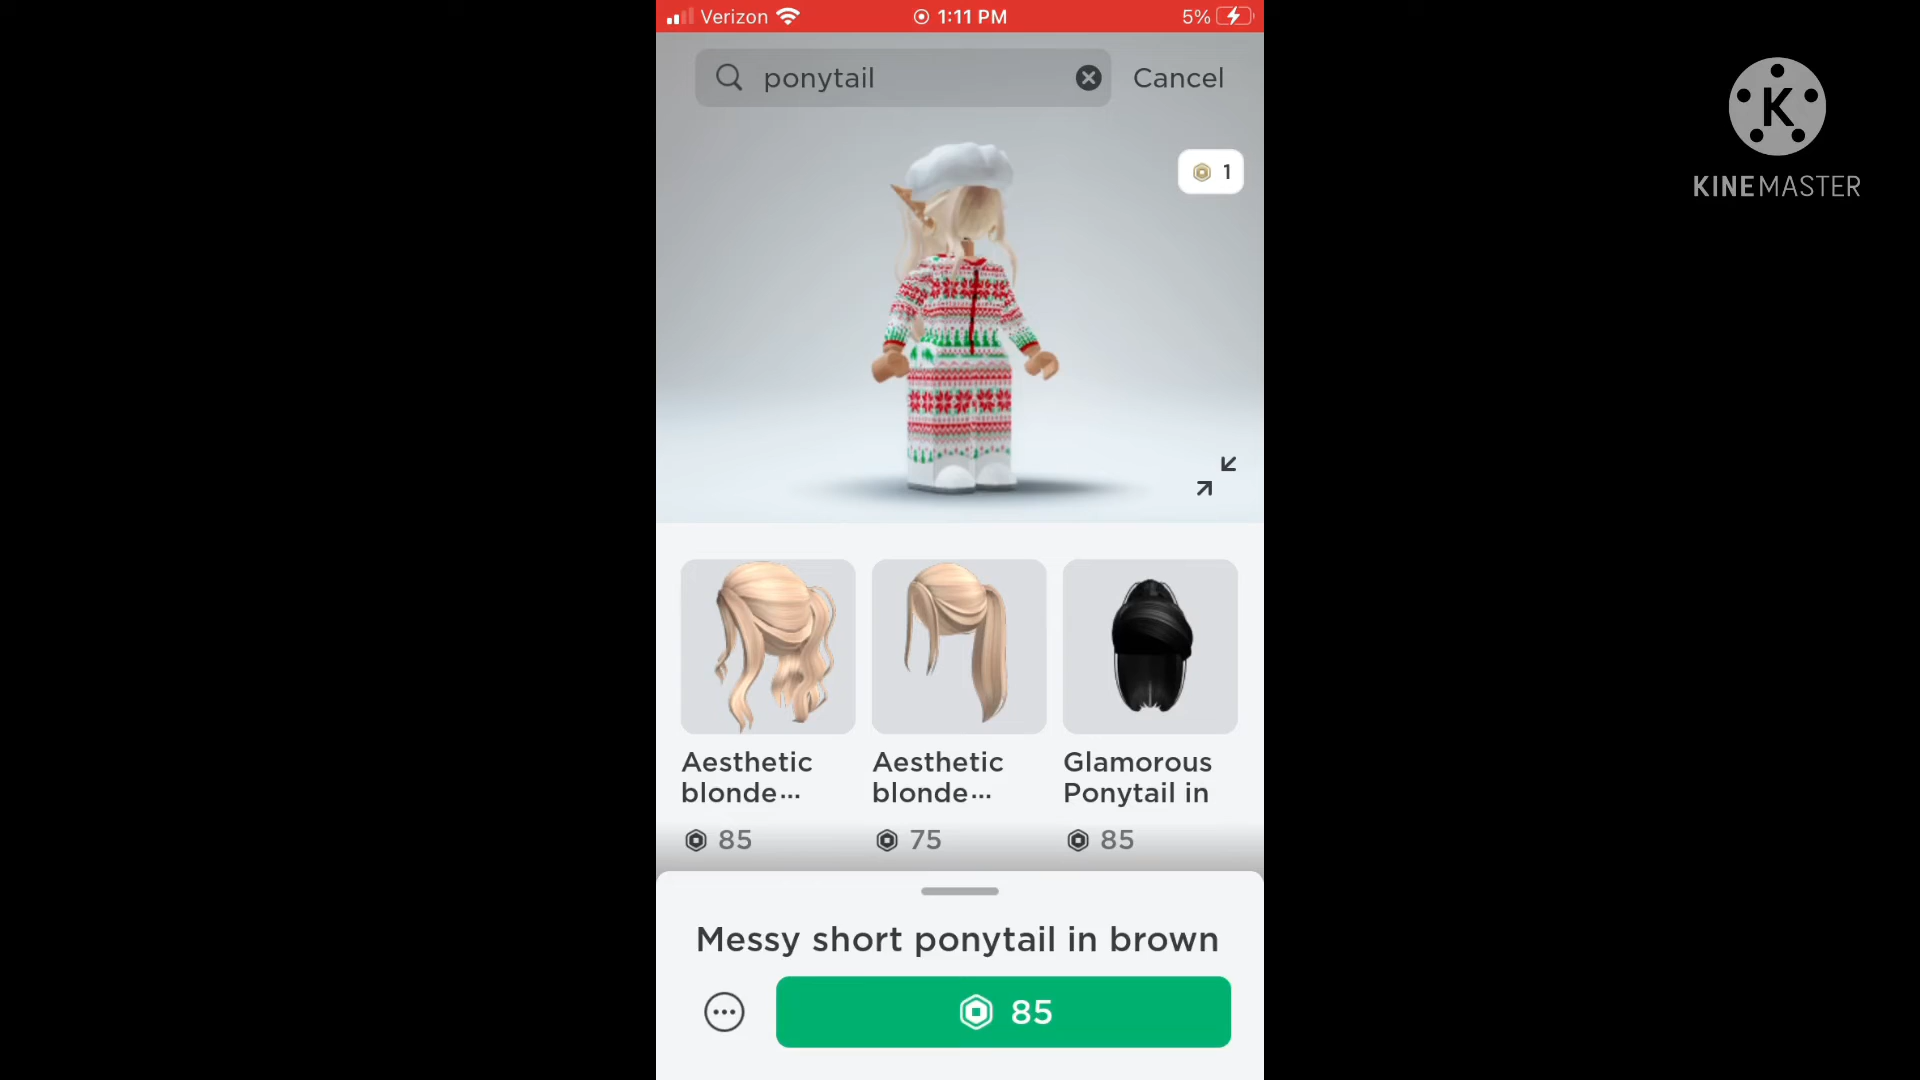 Verizon 1:11 PM 5%
ponytail Cancel
K
KINEMASTER
1
Aesthetic blonde...
85
Aesthetic blonde...
75
Glamorous Ponytail in
85
Messy short ponytail in brown
85